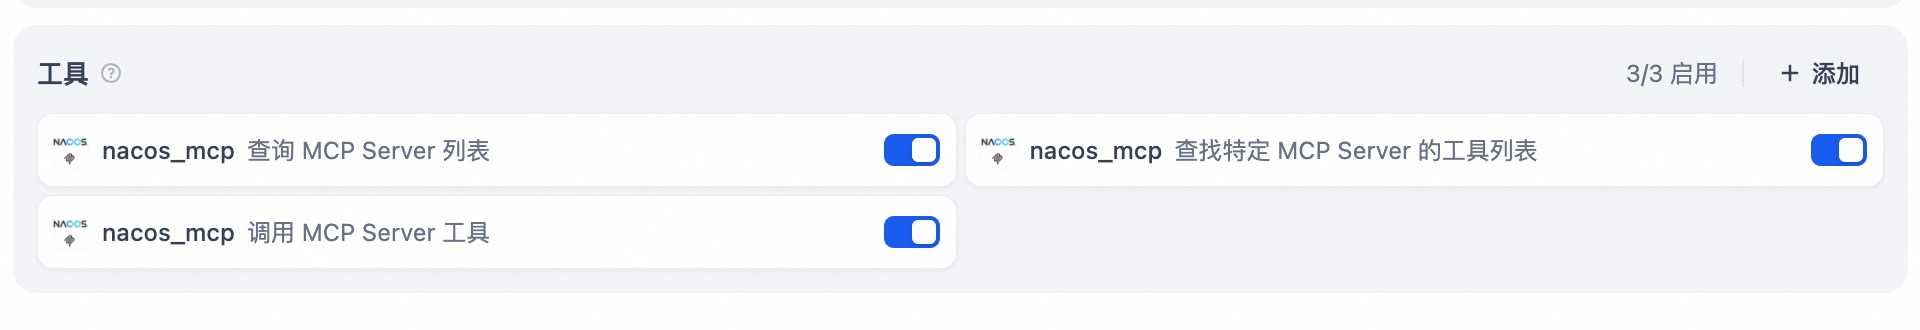 工具 ? 3/3 启用 + 添加
NACOS. nacos_mcp 查询 MCP Server 列表
NACOS. nacos_mcp 查找特定 MCP Server 的工具列表
NACOS. nacos_mcp 调用 MCP Server 工具